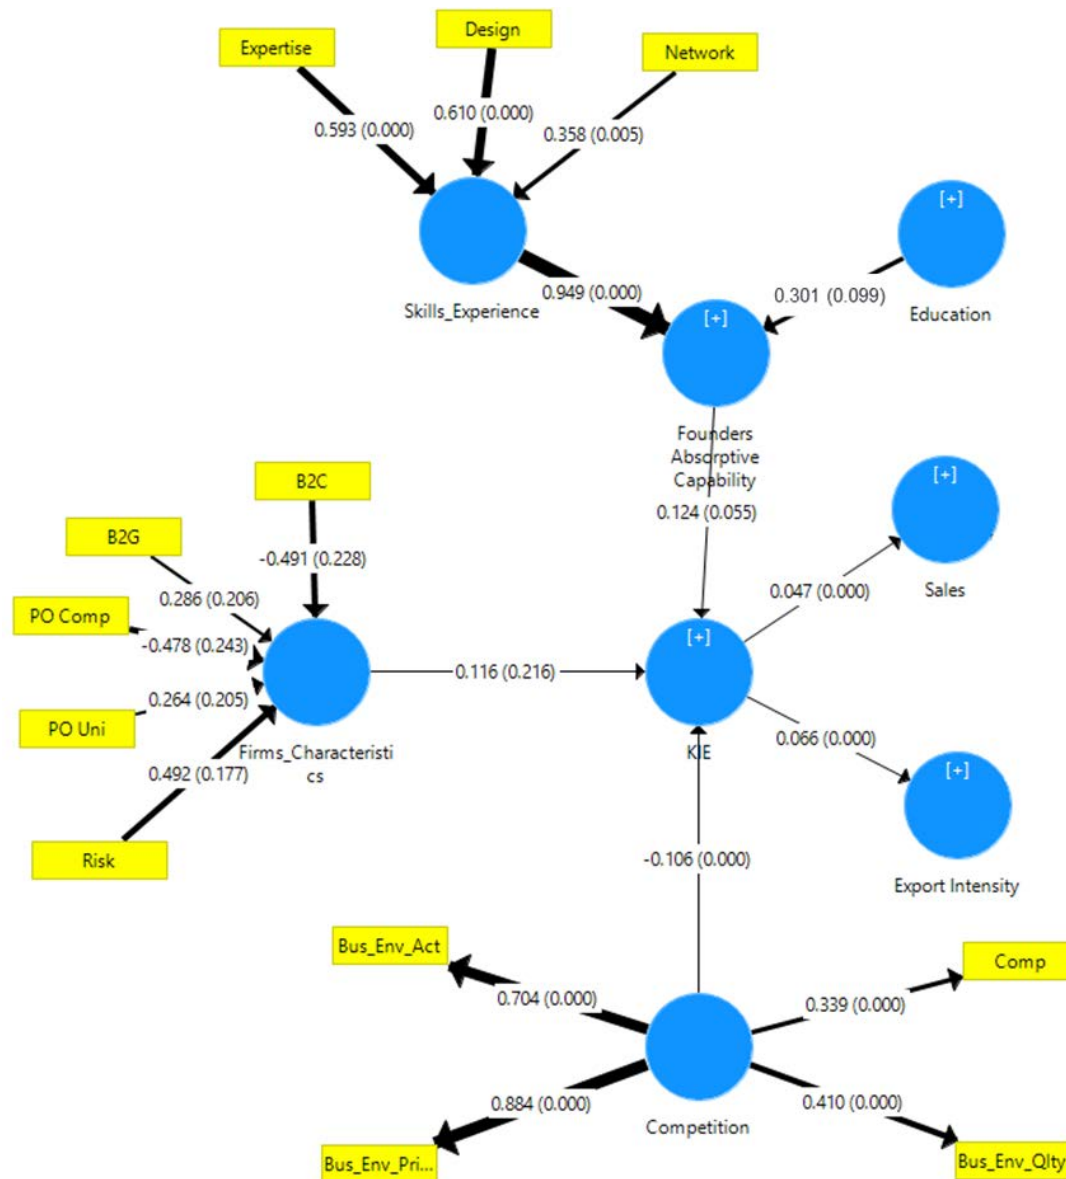 Design
Expertise
Network
0.593 (0.000)
0.610 (0.000)
0.358 (0.005)
[+]
Skills_Experience
0.949 (0.000)
0.301 (0.099)
Education
[+]
Founders
Absorptive
Capability
B2C
[+]
B2G
0.124 (0.055)
-0.491 (0.228)
Sales
0.286 (0.206)
0.047 (0.000)
PO Comp
-0.478 (0.243)
[+]
0.116 (0.216)
0.264 (0.205)
PO Uni
Firms_Characteristi
cs
KIE
0.066 (0.000)
0.492 (0.177)
[+]
Risk
-0.106 (0.000)
Export Intensity
Bus_Env_Act
Comp
0.704 (0.000)
0.339 (0.000)
0.884 (0.000)
0.410 (0.000)
Competition
Bus_Env_Pri...
Bus_Env_Qlty